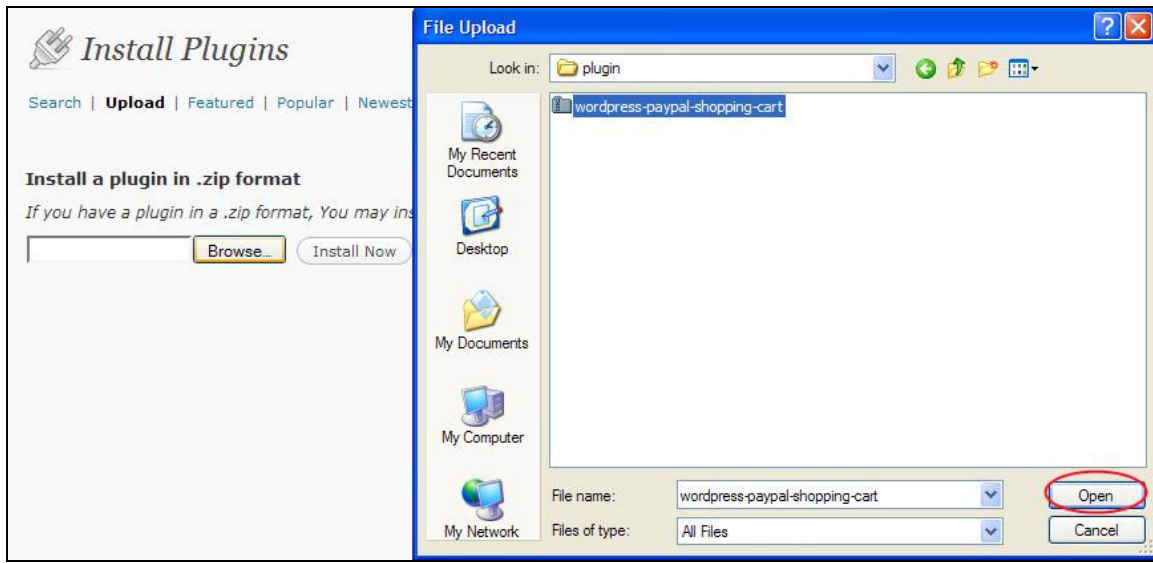 Install Plugins
Search | Upload | Featured | Popular | Newest
Install a plugin in .zip format
If you have a plugin in a .zip format, You may ins
Browse... Install Now
File Upload
Look in: plugin
wordpress-paypal-shopping-cart
My Recent
Documents
Desktop
My Documents
My Computer
My Network
File name: wordpress-paypal-shopping-cart Open
Files of type: All Files Cancel